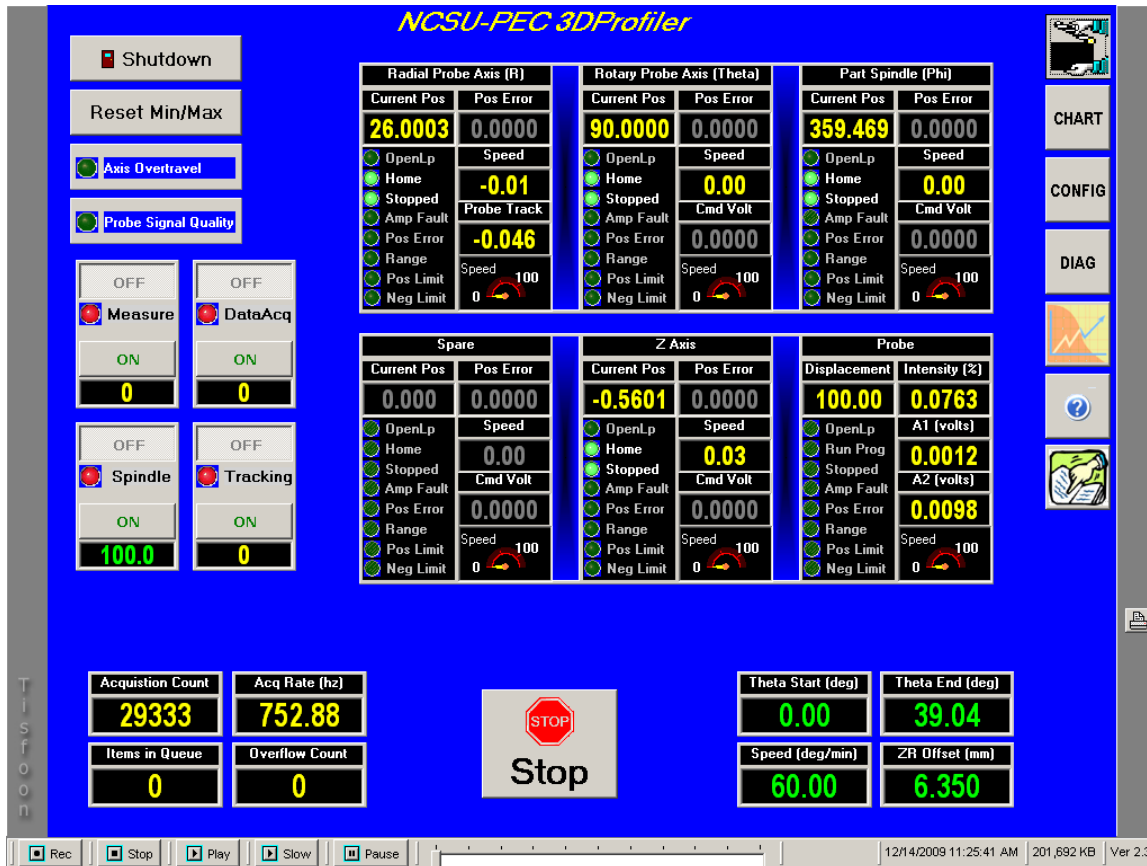 NCSU-PEC 3DProfiler
Shutdown
Reset Min/Max
Axis Overtravel
Probe Signal Quality
OFF
Measure
ON
0
OFF
DataAcq
ON
0
OFF
Spindle
ON
100.0
OFF
Tracking
ON
0
Radial Probe Axis (R)
Current Pos Pos Error
26.0003 0.0000
OpenLp
Home
Stopped
Amp Fault
Pos Error
Range
Pos Limit
Neg Limit
Speed
-0.01
Probe Track
-0.046
Speed
100
0
Rotary Probe Axis (Theta)
Current Pos Pos Error
90.0000 0.0000
OpenLp
Home
Stopped
Amp Fault
Pos Error
Range
Pos Limit
Neg Limit
Speed
0.00
Cmd Volt
0.0000
Speed
100
0
Part Spindle (Phi)
Current Pos Pos Error
359.469 0.0000
OpenLp
Home
Stopped
Amp Fault
Pos Error
Range
Pos Limit
Neg Limit
Speed
0.00
Cmd Volt
0.0000
Speed
100
0
Spare
Current Pos Pos Error
0.000 0.0000
OpenLp
Home
Stopped
Amp Fault
Pos Error
Range
Pos Limit
Neg Limit
Speed
0.00
Cmd Volt
0.0000
Speed
100
0
Z Axis
Current Pos Pos Error
-0.5601 0.0000
OpenLp
Home
Stopped
Amp Fault
Pos Error
Range
Pos Limit
Neg Limit
Speed
0.03
Cmd Volt
0.0000
Speed
100
0
Probe
Displacement Intensity (%)
100.00 0.0763
OpenLp
Run Prog
Stopped
Amp Fault
Pos Error
Range
Pos Limit
Neg Limit
A1 (volts)
0.0012
A2 (volts)
0.0098
Speed
100
0
CHART
CONFIG
DIAG
?
Tisfoon
Acquistion Count
29333
Acq Rate (hz)
752.88
Items in Queue
0
Overflow Count
0
STOP
Stop
Theta Start (deg)
0.00
Theta End (deg)
39.04
Speed (deg/min)
60.00
ZR Offset (mm)
6.350
Rec Stop Play Slow Pause 12/14/2009 11:25:41 AM 201,692 KB Ver 2.